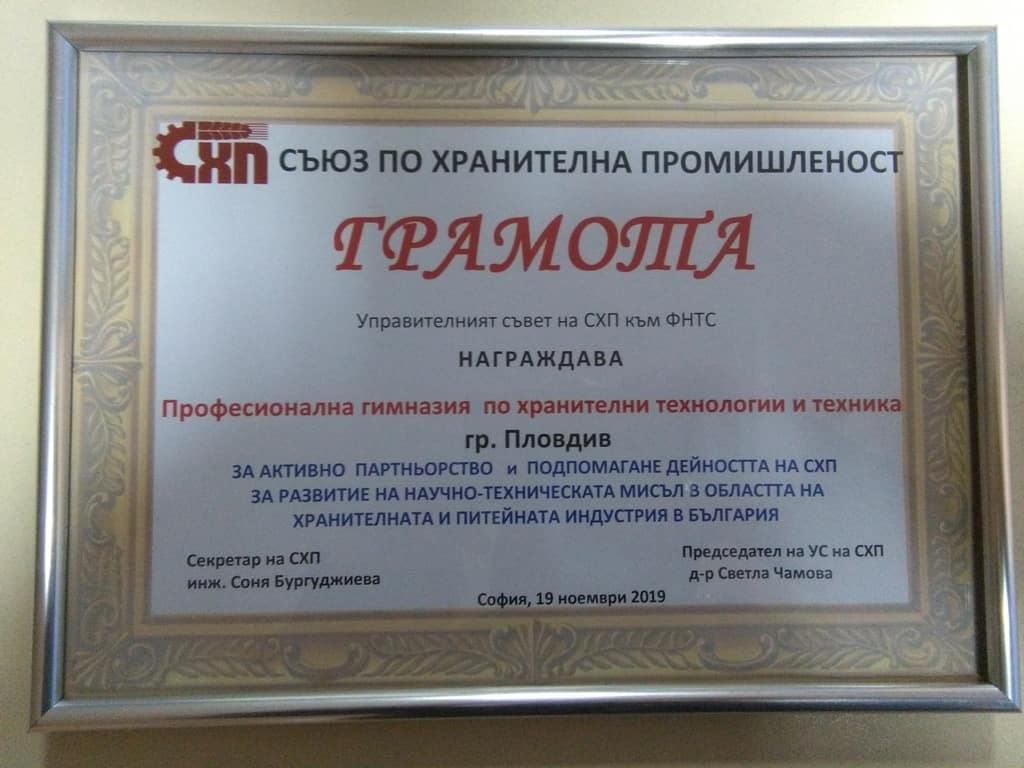 СХП СЪЮЗ ПО ХРАНИТЕЛНА ПРОМИШЛЕНОСТ
ГРАМОТА
Управителният съвет на СХП към ФНТС
НАГРАЖДАВА
Професионална гимназия по хранителни технологии и техника
гр. Пловдив
ЗА АКТИВНО ПАРТНЬОРСТВО и ПОДПОМАГАНЕ ДЕЙНОСТТА НА СХП
ЗА РАЗВИТИЕ НА НАУЧНО-ТЕХНИЧЕСКАТА МИСЪЛ В ОБЛАСТТА НА
ХРАНИТЕЛНАТА И ПИТЕЙНАТА ИНДУСТРИЯ В БЪЛГАРИЯ
Секретар на СХП
инж. Соня Бургуджиева
Председател на УС на СХП
д-р Светла Чамова
София, 19 ноември 2019